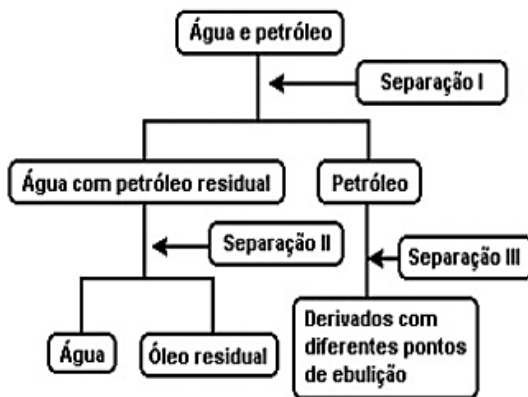 Água e petróleo
Separação I
Água com petróleo residual
Petróleo
Separação II
Separação III
Água
Óleo residual
Derivados com
diferentes pontos
de ebulição